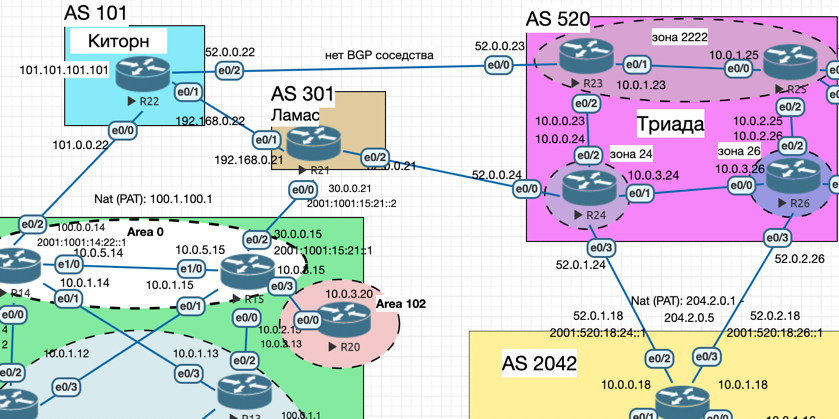 AS 101
Киторн
101.101.101.101
R22
e0/2
52.0.0.22
нет BGP соседства
e0/1
192.168.0.22
e0/0
101.0.0.22
AS 301
Ламас
e0/1
192.168.0.21
R21
e0/2
e0/0
30.0.0.21
2001:1001:15:21::2
AS 520
52.0.0.23
e0/0
R23
зона 2222
e0/1
10.0.1.23
10.0.1.25
e0/0
R25
e0/2
10.0.0.23
10.0.0.24
e0/2
Триада
e0/2
10.0.2.25
10.0.2.26
e0/2
зона 24
зона 26
52.0.0.24
e0/0
R24
e0/1
10.0.3.24
10.0.3.26
e0/0
R26
e0/3
52.0.1.24
e0/3
52.0.2.26
Nat (PAT): 100.1.100.1
e0/2
100.0.0.14
2001:1001:14:22::1
Area 0
e0/2
30.0.0.15
2001:1001:15:21::1
R14
e1/0
10.0.5.14
10.0.5.15
e1/0
R15
e0/1
10.0.1.14
10.0.1.15
e0/1
e0/3
10.0.3.15
e0/0
e0/0
Area 102
10.0.3.20
e0/0
R20
10.0.2.15
10.0.2.13
10.0.1.12
e0/3
e0/2
10.0.1.13
e0/3
e0/2
R13
100.0.1.1
Nat (PAT): 204.2.0.1 -
204.2.0.5
52.0.1.18
2001:520:18:24::1
52.0.2.18
2001:520:18:26::1
AS 2042
e0/2
e0/3
10.0.0.18
10.0.1.18
e0/1
e0/0